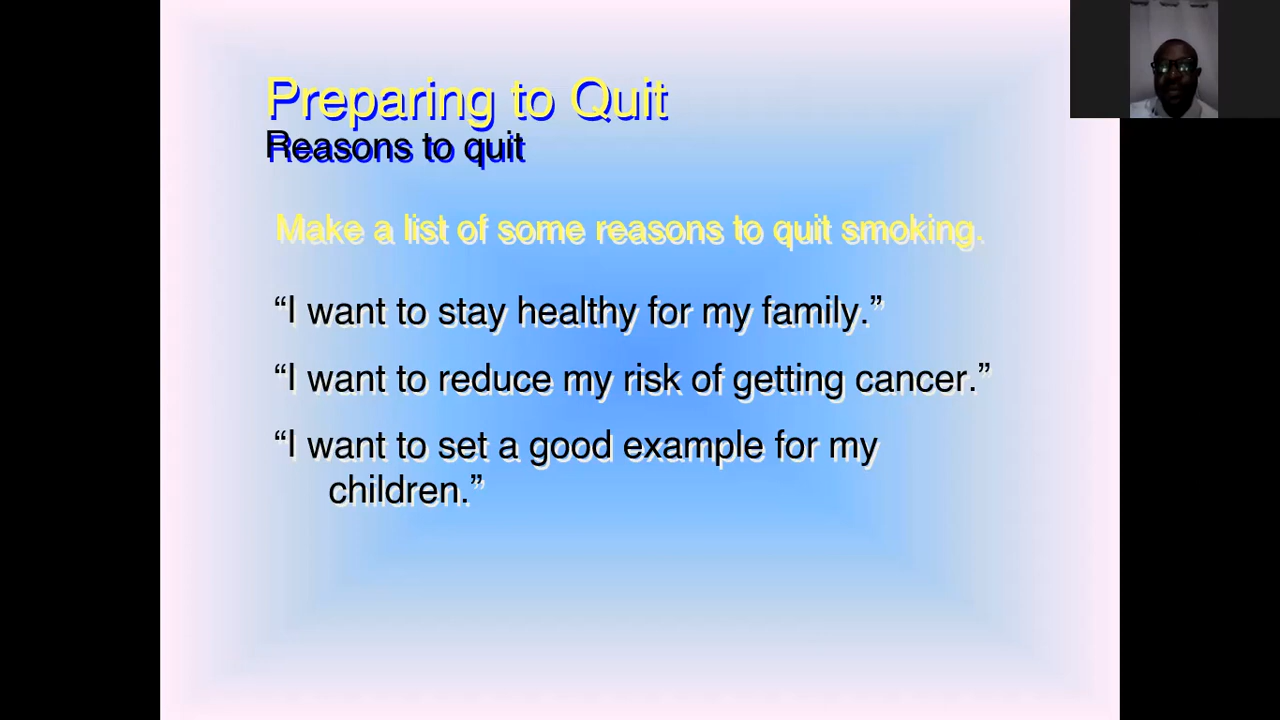 Preparing to Quit
Reasons to quit
Make a list of some reasons to quit smoking.
“I want to stay healthy for my family.”
“I want to reduce my risk of getting cancer.”
“I want to set a good example for my
children.”